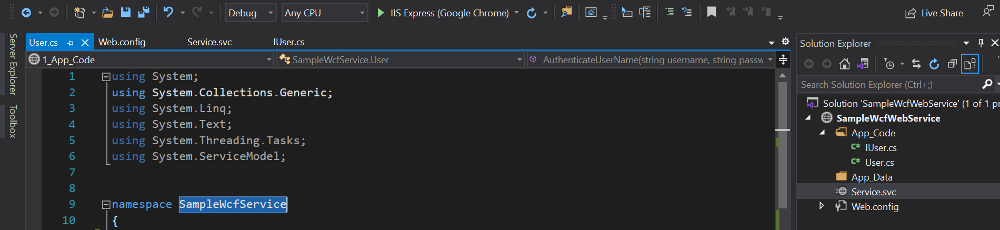 Debug Any CPU IIS Express (Google Chrome) Live Share
Server Explorer
Toolbox
User.cs Web.config Service.svc IUser.cs
1_App_Code SampleWcfService.User AuthenticateUserName(string username, string passw
1 using System;
2 using System.Collections.Generic;
3 using System.Linq;
4 using System.Text;
5 using System.Threading.Tasks;
6 using System.ServiceModel;
7
8
9 namespace SampleWcfService
10 {
Solution Explorer
Search Solution Explorer (Ctrl+;)
Solution 'SampleWcfWebService' (1 of 1 pr
SampleWcfWebService
App_Code
C# IUser.cs
C# User.cs
App_Data
Service.svc
Web.config